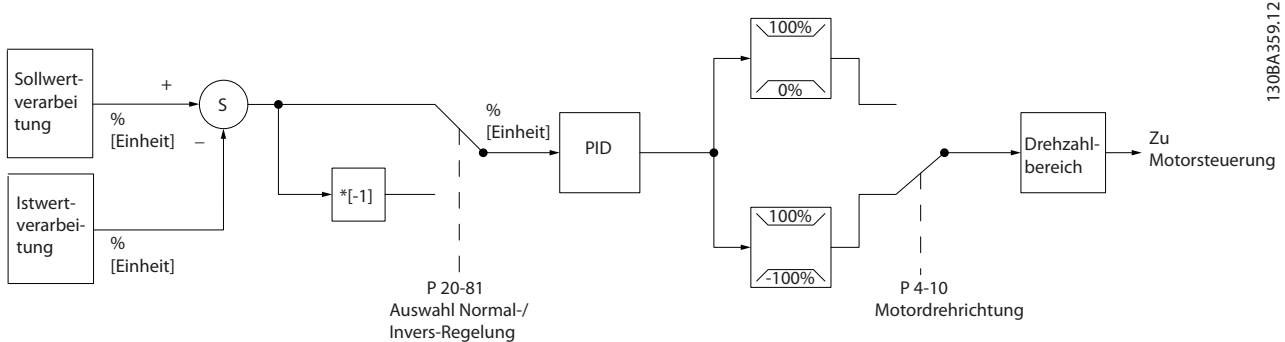 Sollwert-
verarbei
tung
+
%
[Einheit]
S
–
Istwert-
verarbei-
tung
%
[Einheit]
*[-1]
%
[Einheit]
P 20-81
Auswahl Normal-/
Invers-Regelung
PID
100%
0%
100%
-100%
P 4-10
Motordrehrichtung
Drehzahl-
bereich
Zu
Motorsteuerung
130BA359.12